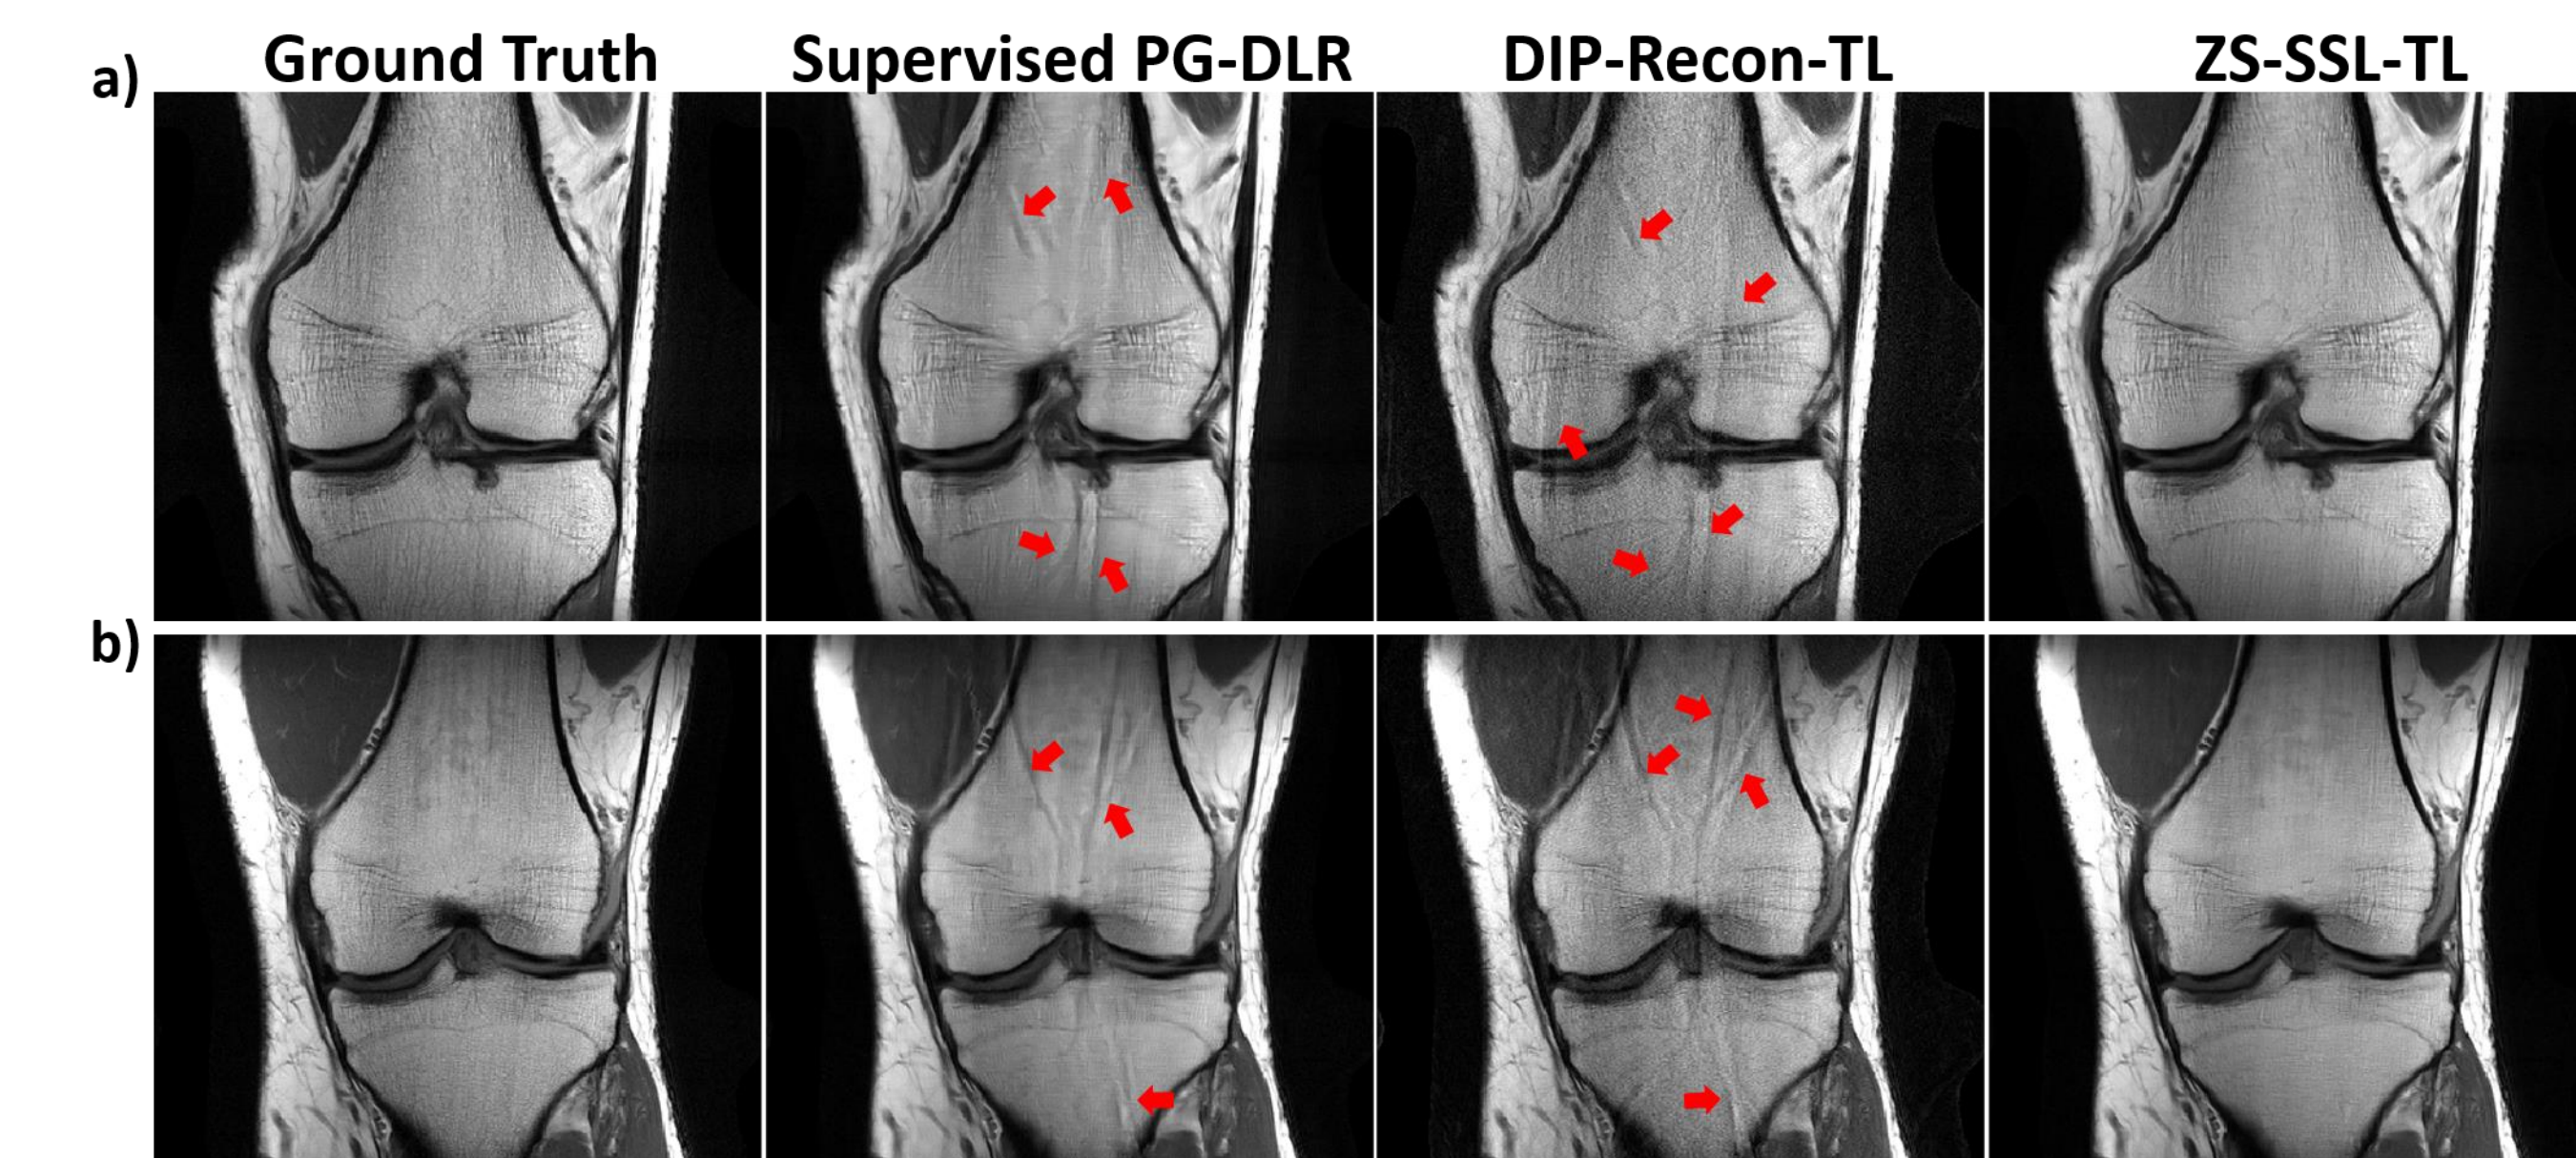 Ground Truth Supervised PG-DLR DIP-Recon-TL ZS-SSL-TL
a)
b)